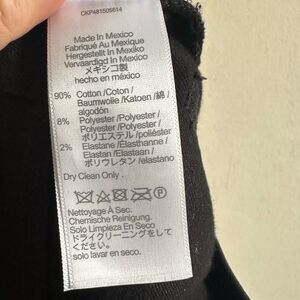 CKP481505814
Made In Mexico
Fabriqué Au Mexique
Hergestellt In Mexiko
Vervaardigd In Mexico
メキシコ製
hecho en méxico
90% Cotton /Coton /
Baumwolle /Katoen /綿 /
algodón
8% Polyester /Polyester /
Polyester /Polyester /
ポリエステル /poliéster
2% Elastane /Élasthanne /
Elastan /Elastaan /
ポリウレタン /elastano
Dry Clean Only .
Nettoyage À Sec.
Chemische Reinigung.
Solo Limpieza En Seco
ドライクリーニングをして
ください。
solo lavar en seco.